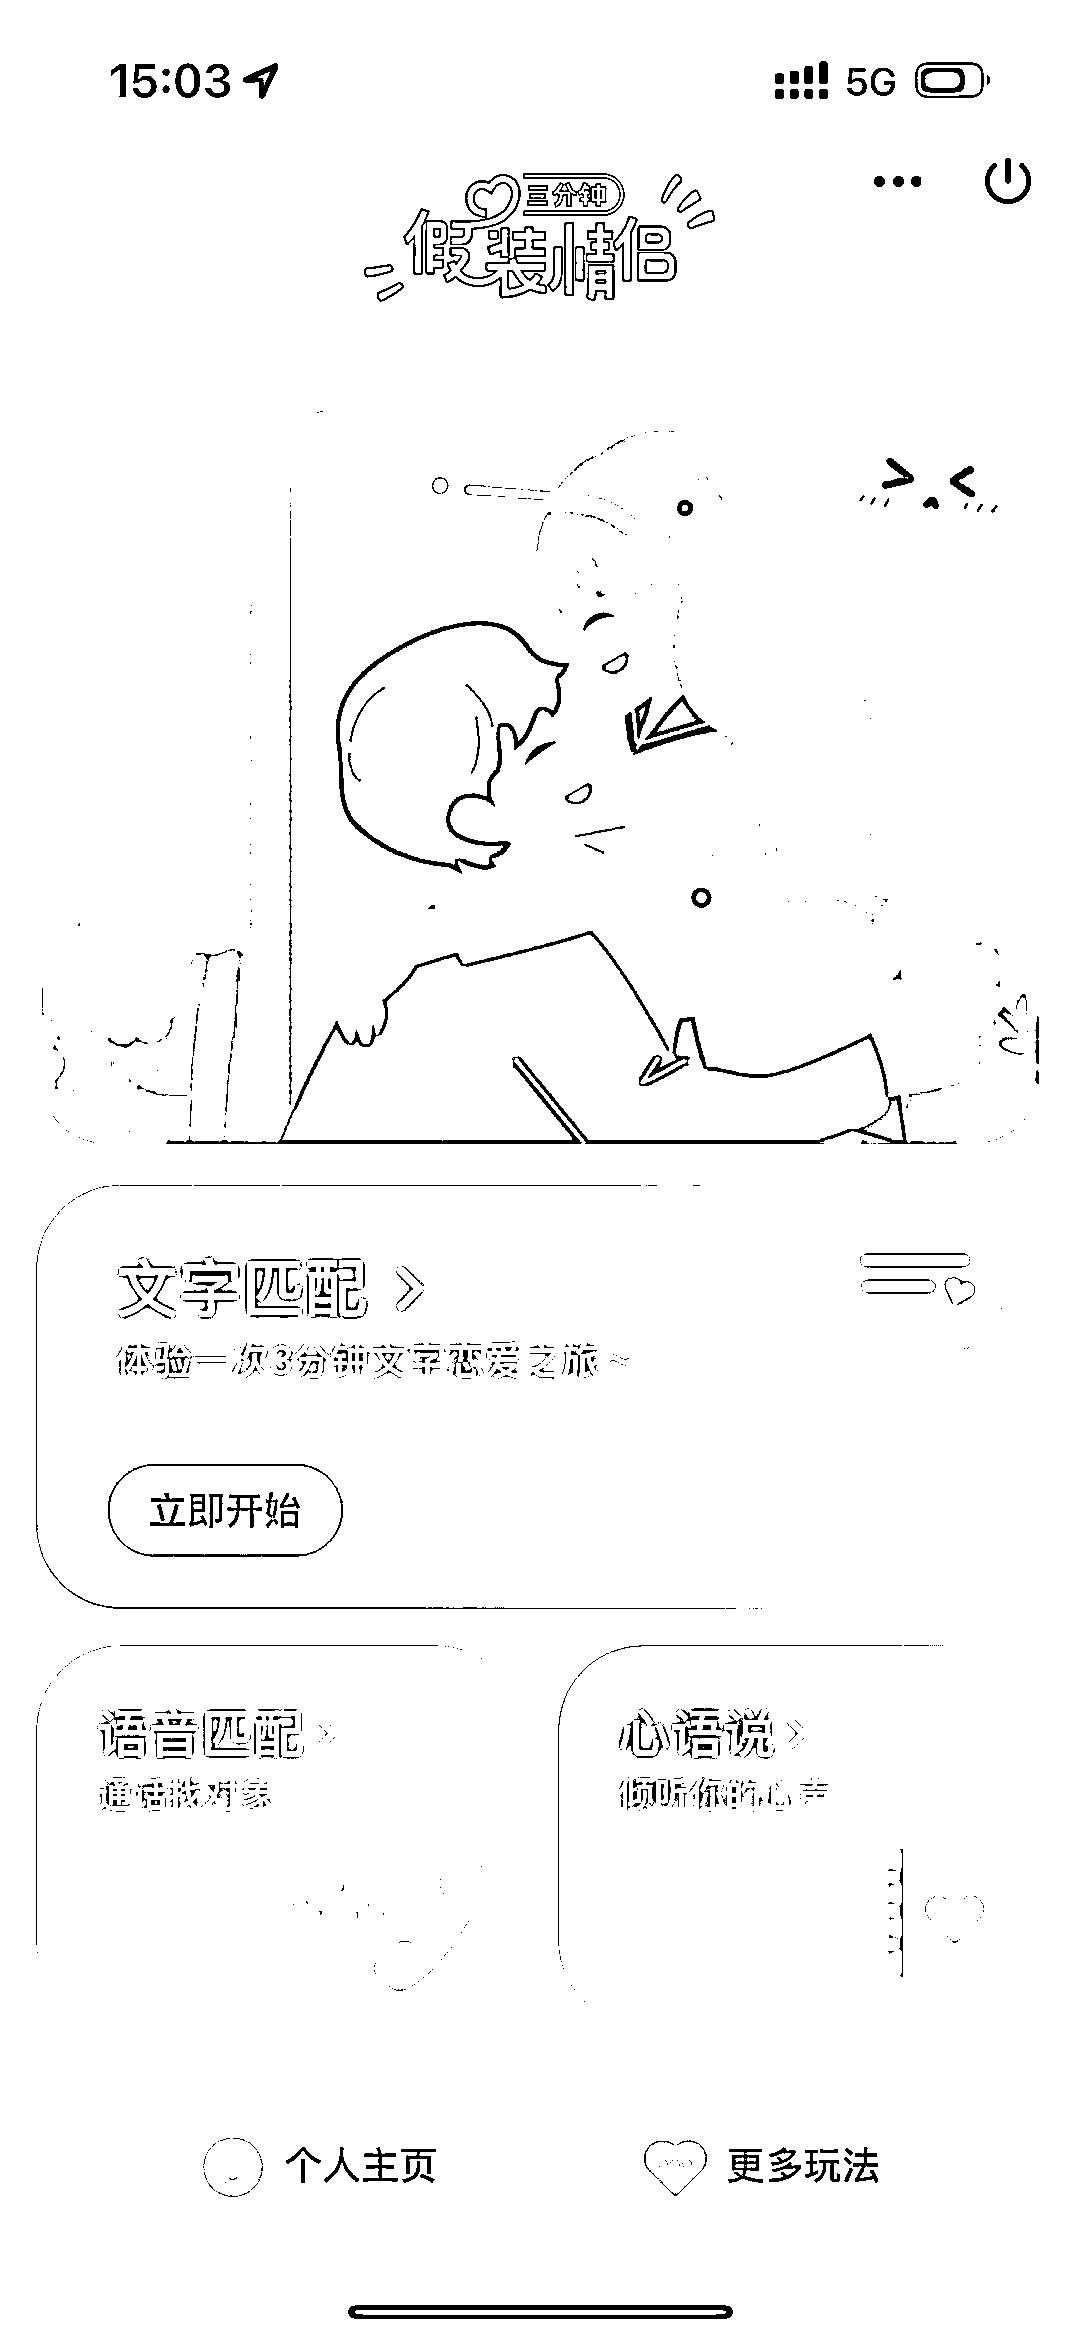 15:03 5G
三分钟
假装情侣
文字匹配
体验一次3分钟文字恋爱之旅~
立即开始
语音匹配
通话找对象
心语说
倾听你的心声
个人主页
更多玩法